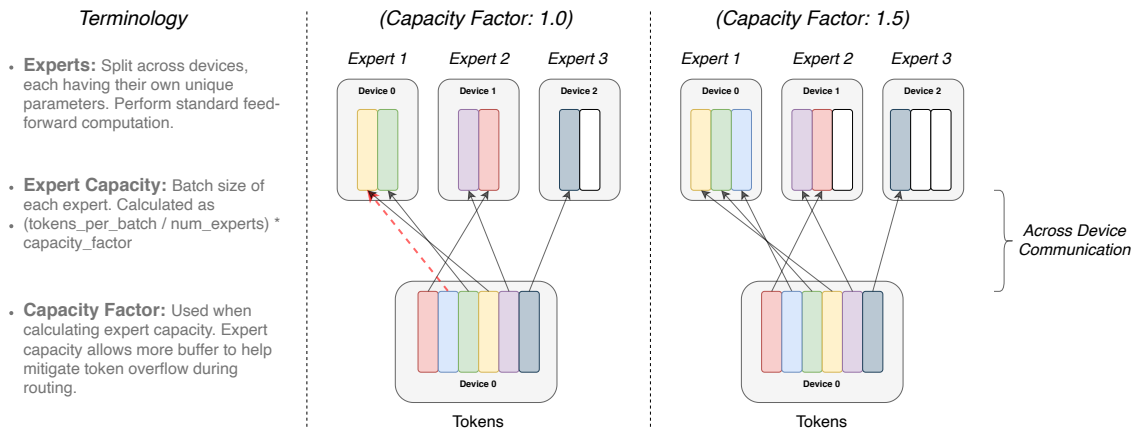 Terminology
• Experts: Split across devices,
each having their own unique
parameters. Perform standard feed-
forward computation.
• Expert Capacity: Batch size of
each expert. Calculated as
• (tokens_per_batch / num_experts) *
capacity_factor
• Capacity Factor: Used when
calculating expert capacity. Expert
capacity allows more buffer to help
mitigate token overflow during
routing.
(Capacity Factor: 1.0)
Expert 1 Expert 2 Expert 3
Device 0 Device 1 Device 2
Device 0
Tokens
(Capacity Factor: 1.5)
Expert 1 Expert 2 Expert 3
Device 0 Device 1 Device 2
Device 0
Tokens
Across Device
Communication